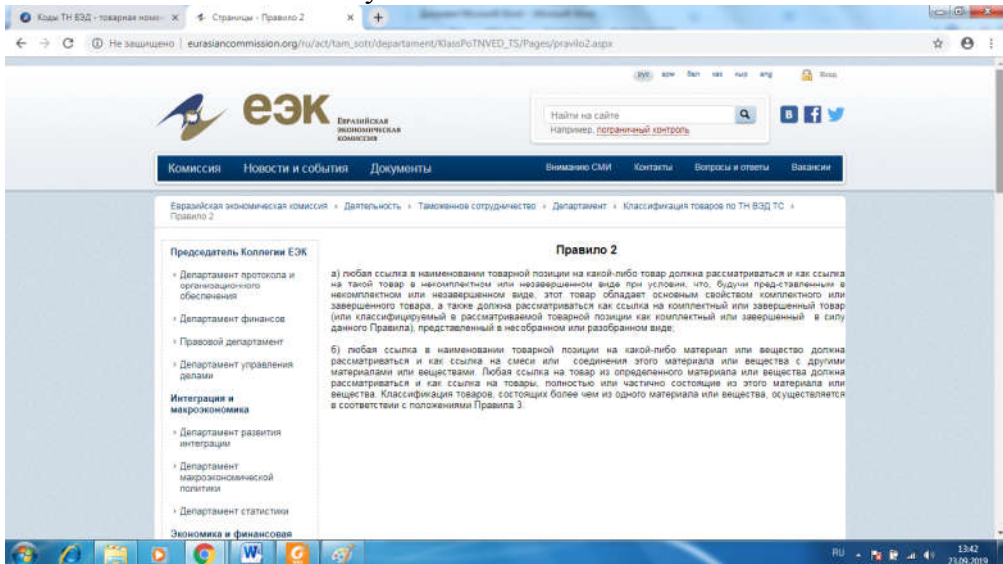 Коды ТН ВЭД - товарная номе
Страницы - Правило 2
Не защищено | eurasiancommission.org/ru/act/tam_sotr/departament/KlassPoTNVED_TS/Pages/pravilo2.aspx
рус арм бел каз кыр eng Вход
еэк
Евразийская
экономическая
комиссия
Найти на сайте
Например, пограничный контроль
Комиссия Новости и события Документы Вниманию СМИ Контакты Вопросы и ответы Вакансии
Евразийская экономическая комиссия › Деятельность › Таможенное сотрудничество › Департамент › Классификация товаров по ТН ВЭД ТС ›
Правило 2
Председатель Коллегии ЕЭК
› Департамент протокола и
организационного
обеспечения
› Департамент финансов
› Правовой департамент
› Департамент управления
делами
Интеграция и
макроэкономика
› Департамент развития
интеграции
› Департамент
макроэкономической
политики
› Департамент статистики
Экономика и финансовая
Правило 2
а) любая ссылка в наименовании товарной позиции на какой-либо товар должна рассматриваться и как ссылка
на такой товар в некомплектном или незавершенном виде при условии, что, будучи пред-ставленным в
некомплектном или незавершенном виде, этот товар обладает основным свойством комплектного или
завершенного товара, а также должна рассматриваться как ссылка на комплектный или завершенный товар
(или классифицируемый в рассматриваемой товарной позиции как комплектный или завершенный в силу
данного Правила), представленный в несобранном или разобранном виде;
б) любая ссылка в наименовании товарной позиции на какой-либо материал или вещество должна
рассматриваться и как ссылка на смеси или соединения этого материала или вещества с другими
материалами или веществами. Любая ссылка на товар из определенного материала или вещества должна
рассматриваться и как ссылка на товары, полностью или частично состоящие из этого материала или
вещества. Классификация товаров, состоящих более чем из одного материала или вещества, осуществляется
в соответствии с положениями Правила 3.
RU
13:42
23.09.2019